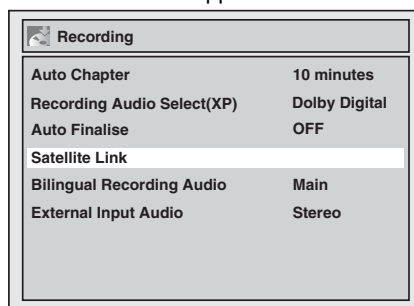 Recording
Auto Chapter 10 minutes
Recording Audio Select(XP) Dolby Digital
Auto Finalise OFF
Satellite Link
Bilingual Recording Audio Main
External Input Audio Stereo